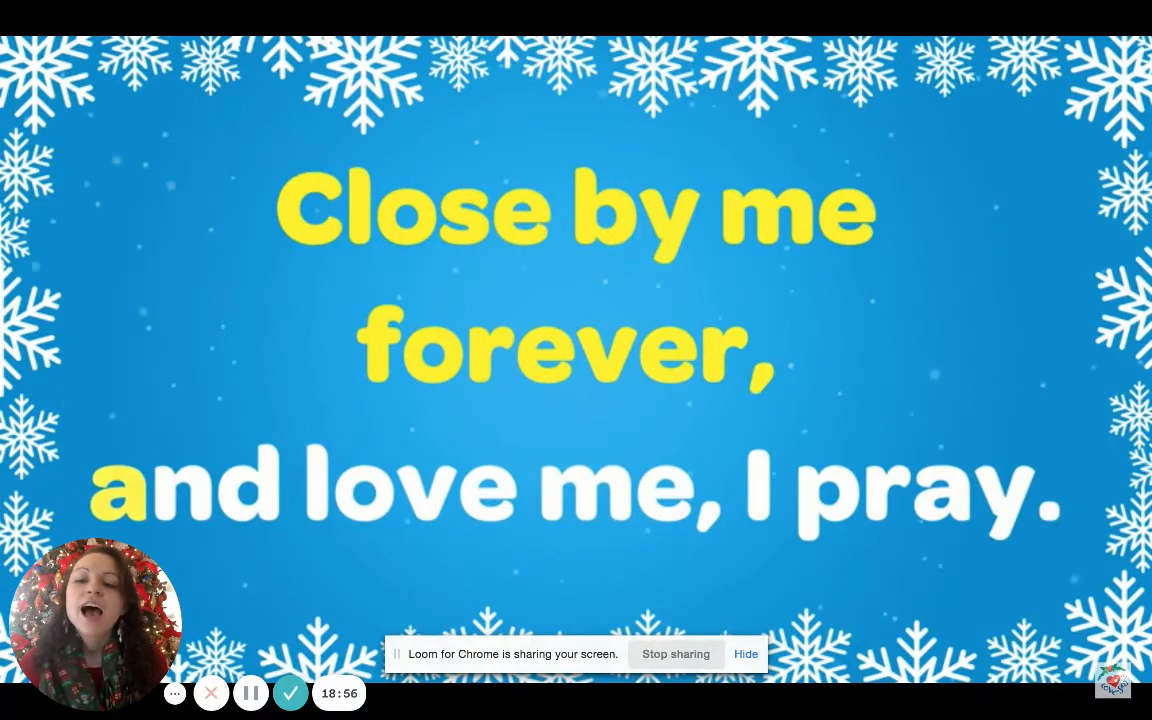 Close by me
forever,
and love me, I pray.
Loom for Chrome is sharing your screen.
Stop sharing
Hide
18:56